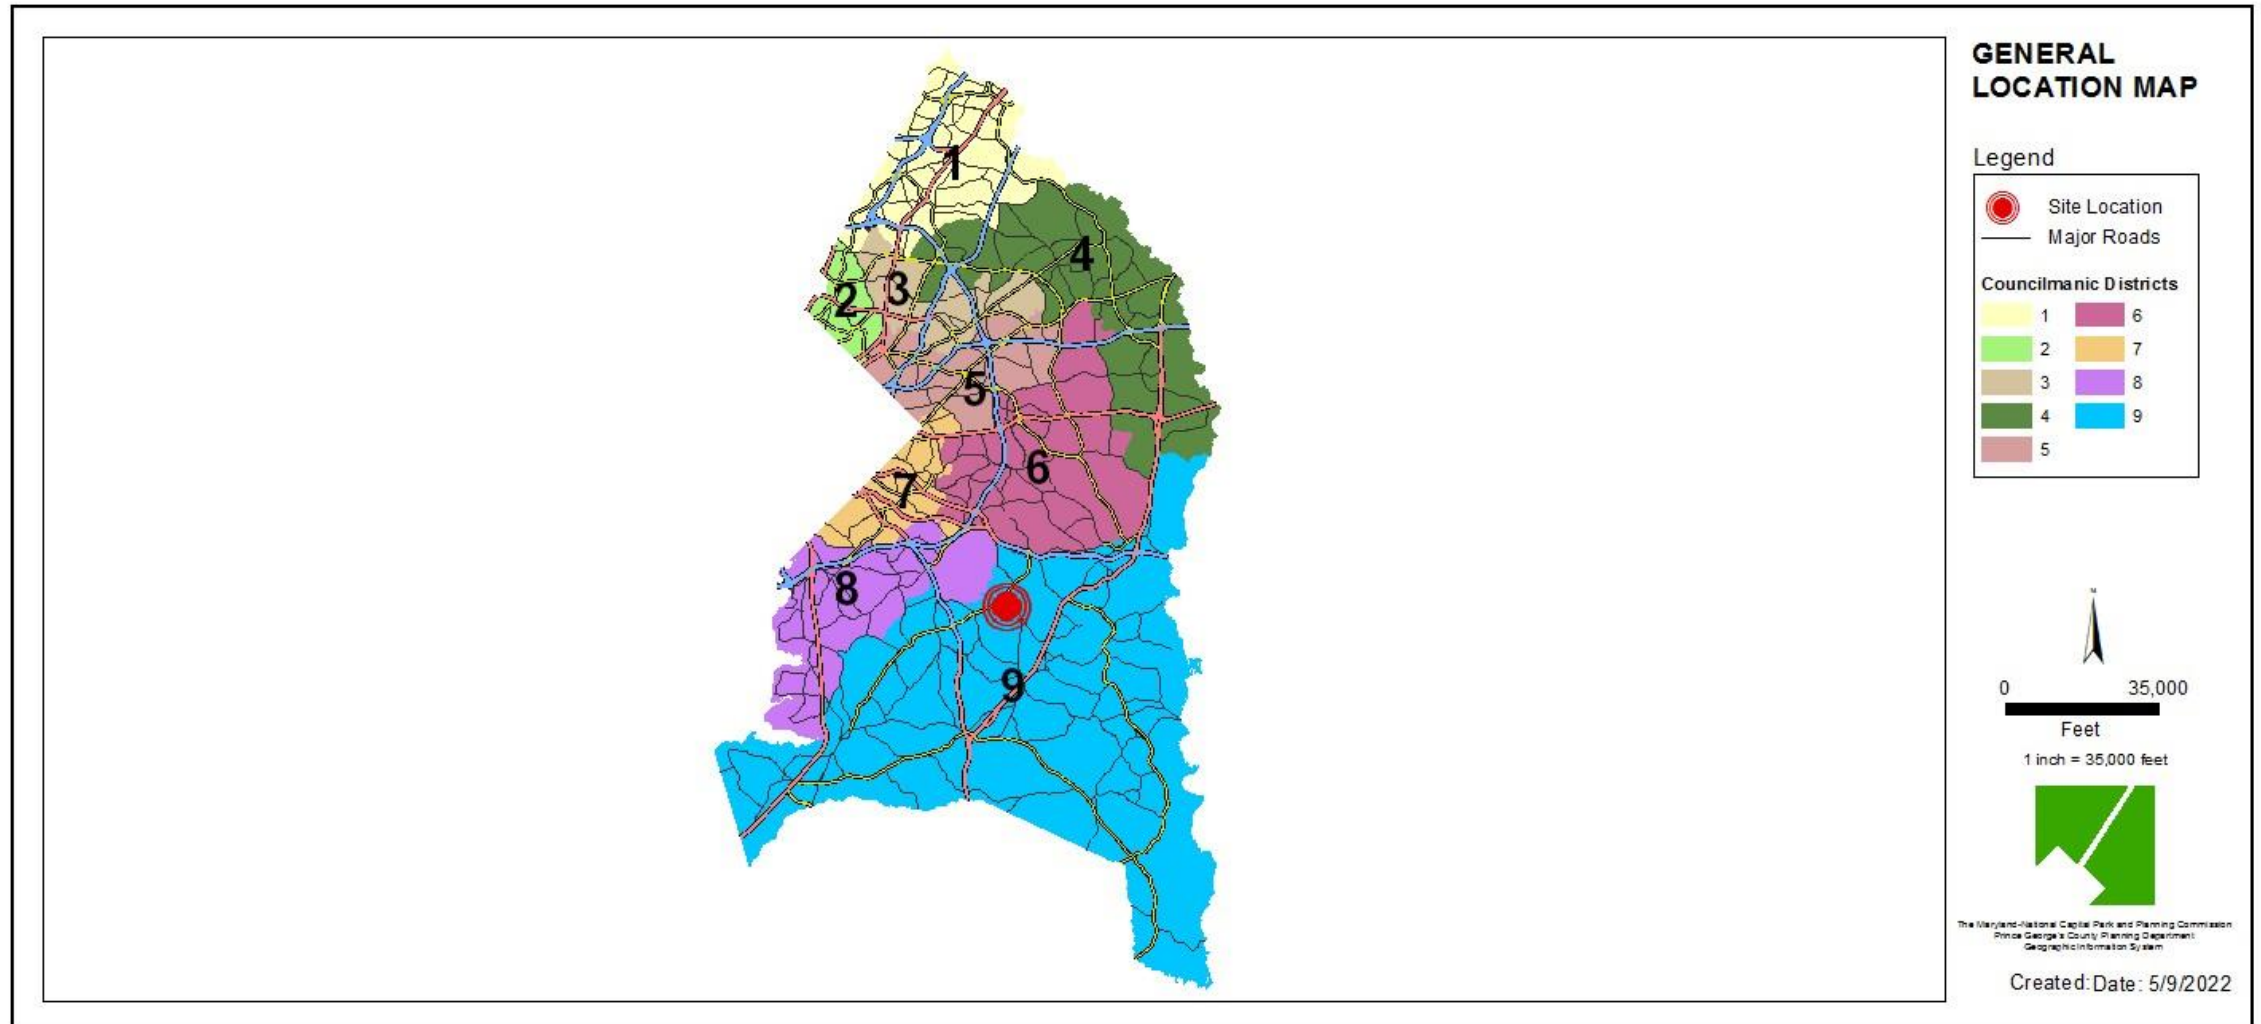 GENERAL
LOCATION MAP
Legend
Site Location
Major Roads
Councilmanic Districts
1 6
2 7
3 8
4 9
5
1
4
3
2
5
6
7
8
9
N
0 35,000
Feet
1 inch = 35,000 feet
The Maryland-National Capital Park and Planning Commission
Prince George's County Planning Department
Geographic Information System
Created: Date: 5/9/2022